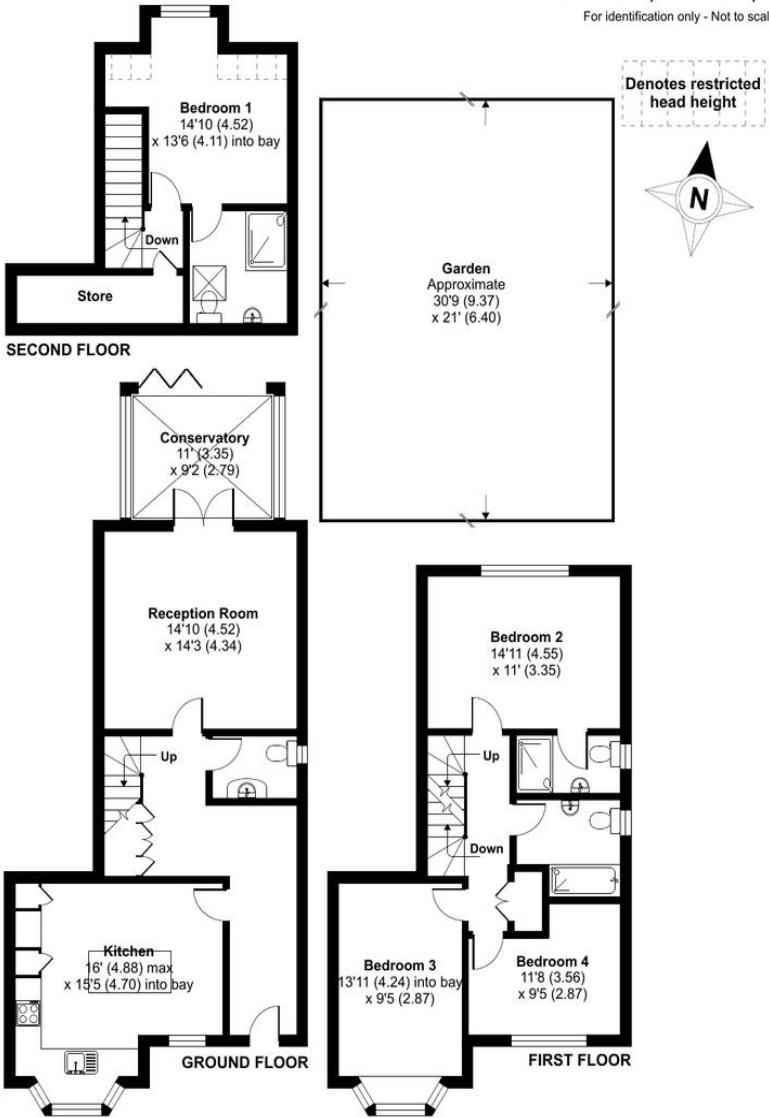 For identification only - Not to scal
Denotes restricted
head height
N
Bedroom 1
14'10 (4.52)
x 13'6 (4.11) into bay
Down
Store
SECOND FLOOR
Garden
Approximate
30'9 (9.37)
x 21' (6.40)
Conservatory
11' (3.35)
x 9'2 (2.79)
Reception Room
14'10 (4.52)
x 14'3 (4.34)
Up
Kitchen
16' (4.88) max
x 15'5 (4.70) into bay
GROUND FLOOR
Bedroom 2
14'11 (4.55)
x 11' (3.35)
Up
Down
Bedroom 3
13'11 (4.24) into bay
x 9'5 (2.87)
Bedroom 4
11'8 (3.56)
x 9'5 (2.87)
FIRST FLOOR